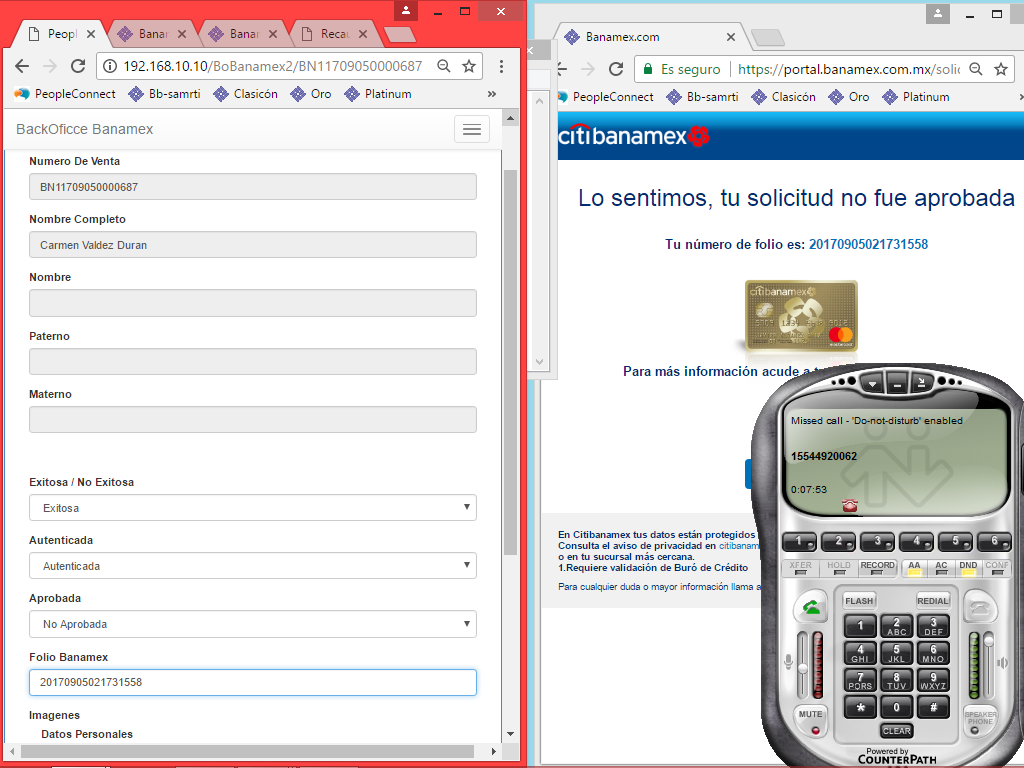 Peopl
Banar
Banar
Recau
192.168.10.10/BoBanamex2/BN11709050000687
PeopleConnect
Bb-samrti
Clasicón
Oro
Platinum
»
BackOficce Banamex
Numero De Venta
BN11709050000687
Nombre Completo
Carmen Valdez Duran
Nombre
Paterno
Materno
Exitosa / No Exitosa
Exitosa
Autenticada
Autenticada
Aprobada
No Aprobada
Folio Banamex
20170905021731558
Imagenes
Datos Personales
Banamex.com
Es seguro
https://portal.banamex.com.mx/solic
PeopleConnect
Bb-samrti
Clasicón
Oro
Platinum
citibanamex
Lo sentimos, tu solicitud no fue aprobada
Tu número de folio es: 20170905021731558
citibanamex
Para más información acude a tu
En Citibanamex tus datos están protegidos
Consulta el aviso de privacidad en citibanam
o en tu sucursal más cercana.
1.Requiere validación de Buró de Crédito
Para cualquier duda o mayor información llama a
Missed call - 'Do-not-disturb' enabled
15544920062
0:07:53
1 2 3 4 5 6
XFER HOLD RECORD AA AC DND CONF
FLASH REDIAL
1 2 ABC 3 DEF
4 GHI 5 JKL 6 MNO
7 PQRS 8 TUV 9 WXYZ
* 0 #
MUTE
SPEAKER PHONE
CLEAR
Powered by
COUNTERPATH